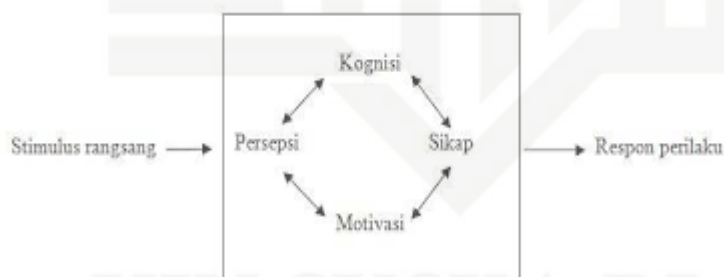 Kognisi
Stimulus rangsang
Persepsi
Sikap
Respon perilaku
Motivasi